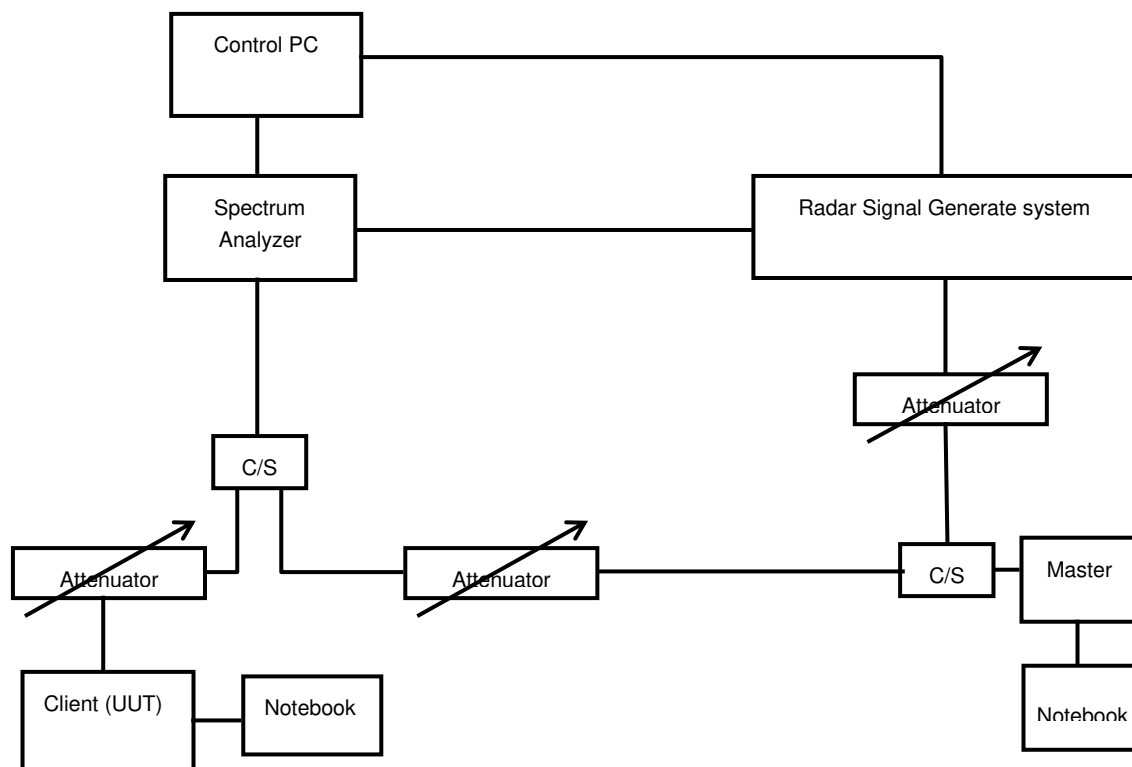 Control PC
Spectrum
Analyzer
Radar Signal Generate system
Attenuator
C/S
Attenuator
Attenuator
C/S
Master
Client (UUT)
Notebook
Notebook